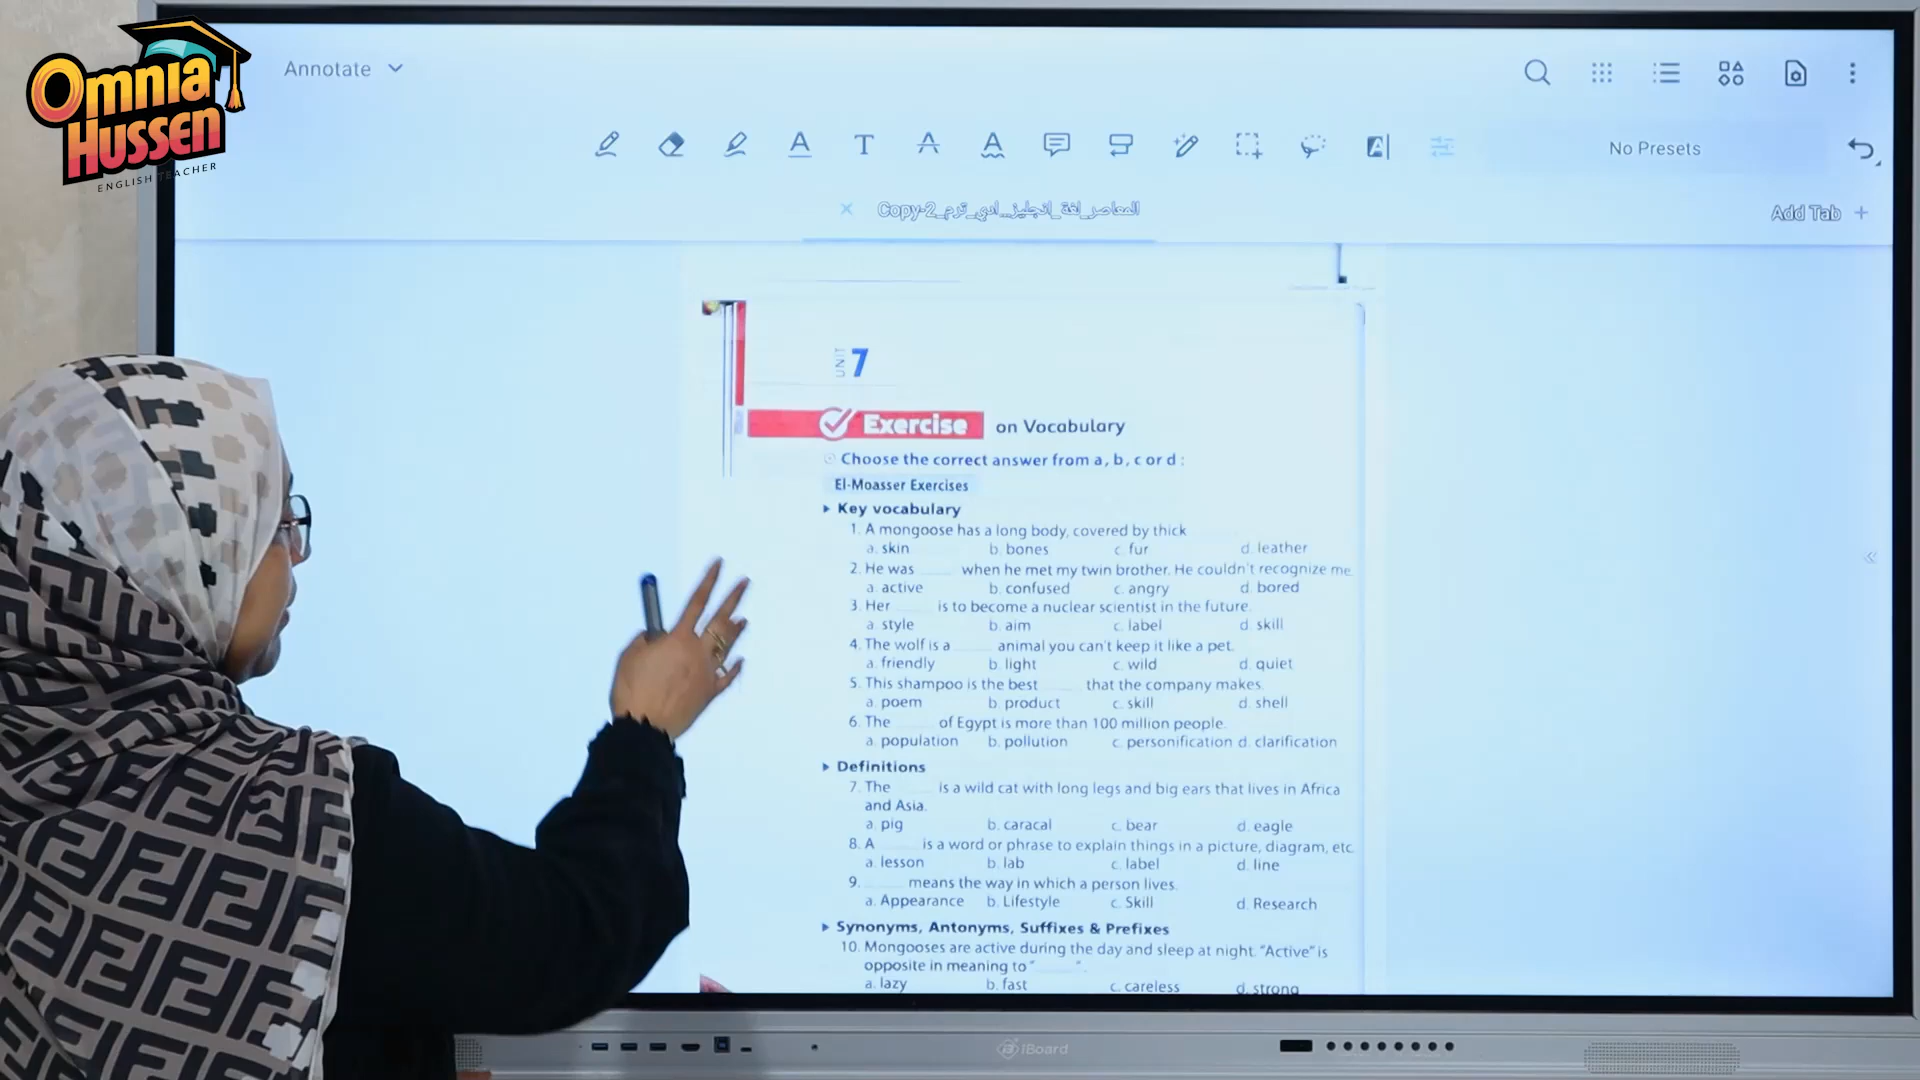 Omnia
Hussen
ENGLISH TEACHER
Annotate
No Presets
المعاصر_لغة_انجليز...ادي_ترم_2-Copy
Add Tab +
UNIT 7
Exercise on Vocabulary
Choose the correct answer from a, b, c or d :
El-Moasser Exercises
Key vocabulary
1. A mongoose has a long body, covered by thick
a. skin b. bones c. fur d. leather
2. He was ........ when he met my twin brother. He couldn't recognize me.
a. active b. confused c. angry d. bored
3. Her ........ is to become a nuclear scientist in the future.
a. style b. aim c. label d. skill
4. The wolf is a ........ animal you can't keep it like a pet.
a. friendly b. light c. wild d. quiet
5. This shampoo is the best ........ that the company makes.
a. poem b. product c. skill d. shell
6. The ........ of Egypt is more than 100 million people.
a. population b. pollution c. personification d. clarification
Definitions
7. The ........ is a wild cat with long legs and big ears that lives in Africa
and Asia.
a. pig b. caracal c. bear d. eagle
8. A ........ is a word or phrase to explain things in a picture, diagram, etc.
a. lesson b. lab c. label d. line
9. ........ means the way in which a person lives.
a. Appearance b. Lifestyle c. Skill d. Research
Synonyms, Antonyms, Suffixes & Prefixes
10. Mongooses are active during the day and sleep at night. "Active" is
opposite in meaning to "........".
a. lazy b. fast c. careless d. strong
iBoard